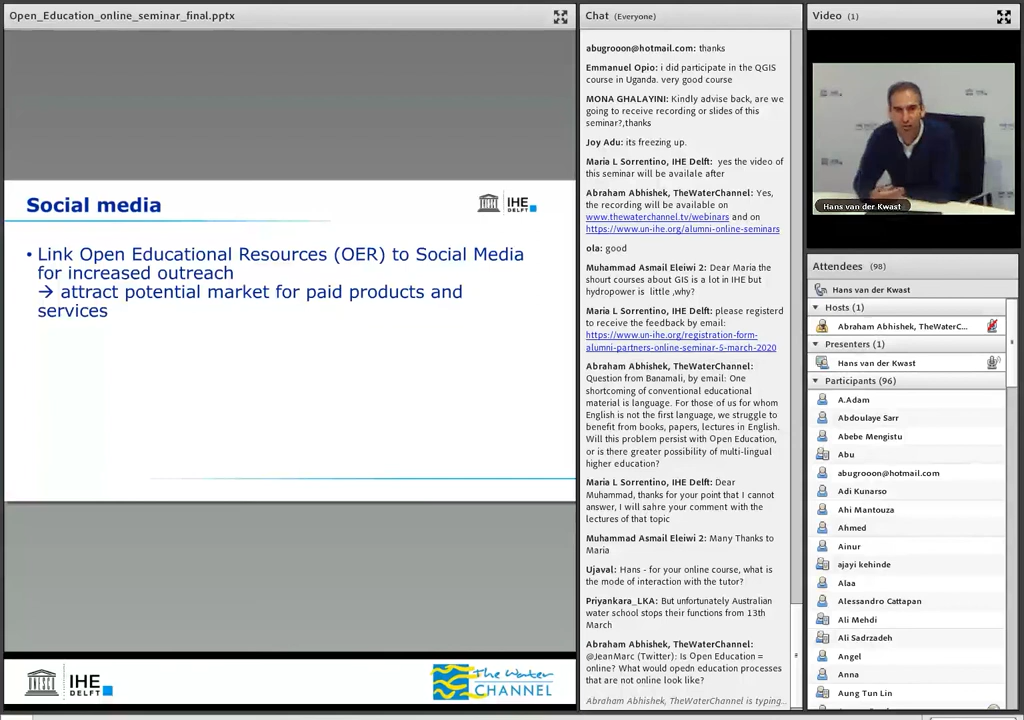 Open_Education_online_seminar_final.pptx
Social media
IHE
DELFT
• Link Open Educational Resources (OER) to Social Media
for increased outreach
→ attract potential market for paid products and
services
IHE
DELFT
The Water
CHANNEL
Chat (Everyone)
abugrooon@hotmail.com: thanks
Emmanuel Opio: i did participate in the QGIS
course in Uganda. very good course
MONA GHALAYINI: Kindly advise back, are we
going to receive recording or slides of this
seminar?,thanks
Joy Adu: its freezing up.
Maria L Sorrentino, IHE Delft: yes the video of
this seminar will be availale after
Abraham Abhishek, TheWaterChannel: Yes,
the recording will be available on
www.thewaterchannel.tv/webinars and on
https://www.un-ihe.org/alumni-online-seminars
ola: good
Muhammad Asmail Eleiwi 2: Dear Maria the
shourt courses about GIS is a lot in IHE but
hydropower is little ,why?
Maria L Sorrentino, IHE Delft: please registerd
to receive the feedback by email:
https://www.un-ihe.org/registration-form-
alumni-partners-online-seminar-5-march-2020
Abraham Abhishek, TheWaterChannel:
Question from Banamali, by email: One
shortcoming of conventional educational
material is language. For those of us for whom
English is not the first language, we struggle to
benefit from books, papers, lectures in English.
Will this problem persist with Open Education,
or is there greater possibility of multi-lingual
higher education?
Maria L Sorrentino, IHE Delft: Dear
Muhammad, thanks for your point that I cannot
answer, I will sahre your comment with the
lectures of that topic
Muhammad Asmail Eleiwi 2: Many Thanks to
Maria
Ujaval: Hans - for your online course, what is
the mode of interaction with the tutor?
Priyankara_LKA: But unfortunately Australian
water school stops their functions from 13th
March
Abraham Abhishek, TheWaterChannel:
@JeanMarc (Twitter): Is Open Education =
online? What would opedn education processes
that are not online look like?
Abraham Abhishek, TheWaterChannel is typing...
Video (1)
Hans van der Kwast
Attendees (98)
Hans van der Kwast
Hosts (1)
Abraham Abhishek, TheWaterC...
Presenters (1)
Hans van der Kwast
Participants (96)
A.Adam
Abdoulaye Sarr
Abebe Mengistu
Abu
abugrooon@hotmail.com
Adi Kunarso
Ahi Mantouza
Ahmed
Ainur
ajayi kehinde
Alaa
Alessandro Cattapan
Ali Mehdi
Ali Sadrzadeh
Angel
Anna
Aung Tun Lin